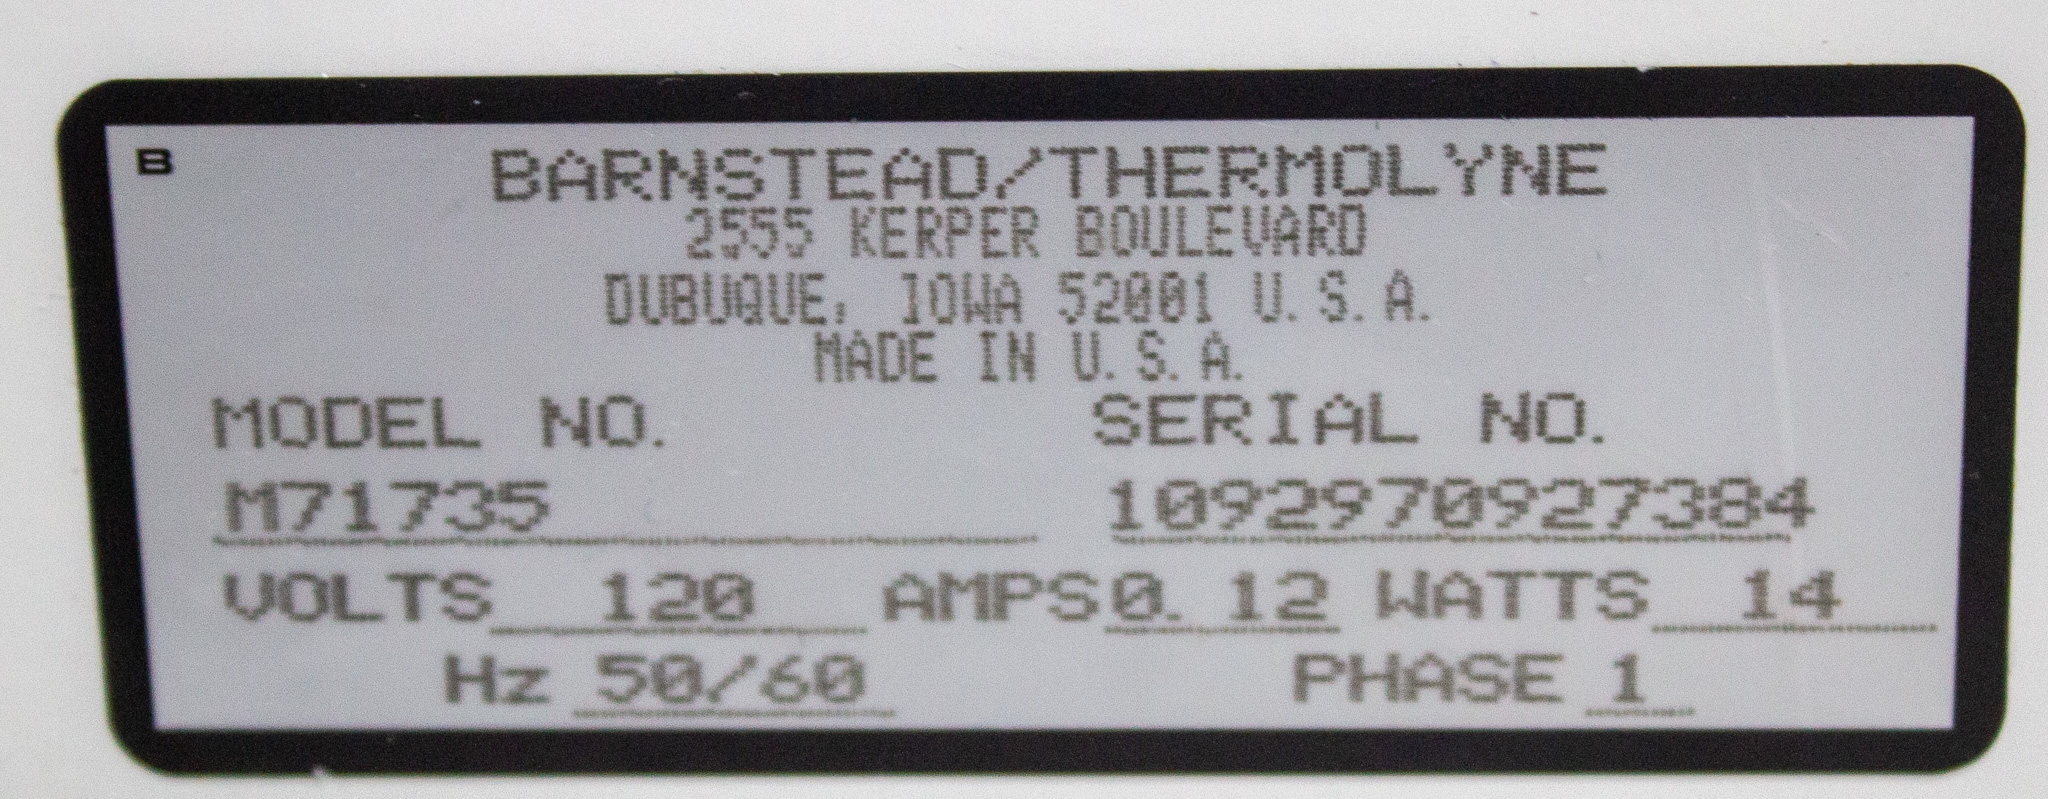 B
BARNSTEAD/THERMOLYNE
2555 KERPER BOULEVARD
DUBUQUE, IOWA 52001 U.S.A.
MADE IN U.S.A.
MODEL NO. SERIAL NO.
M71735 1092970927384
VOLTS 120 AMPS 0.12 WATTS 14
Hz 50/60 PHASE 1